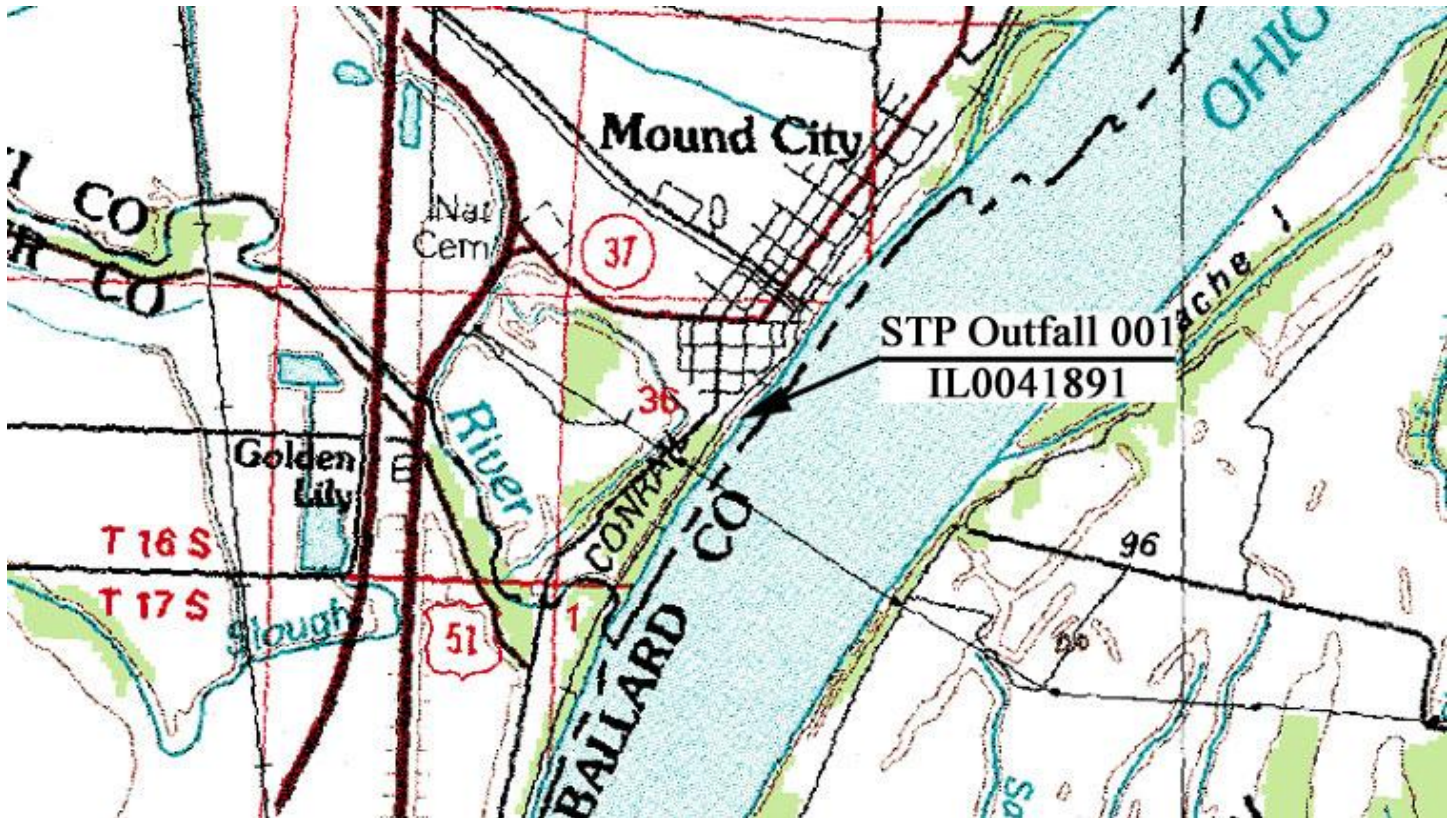 OHIO
Mound City
CO
R CO
Nat
Cem
37
ache I
STP Outfall 001
IL0041891
36
River
Golden
Lily
CONRAIL
CO
96
T 16 S
T 17 S
Slough
51
1
BALLARD